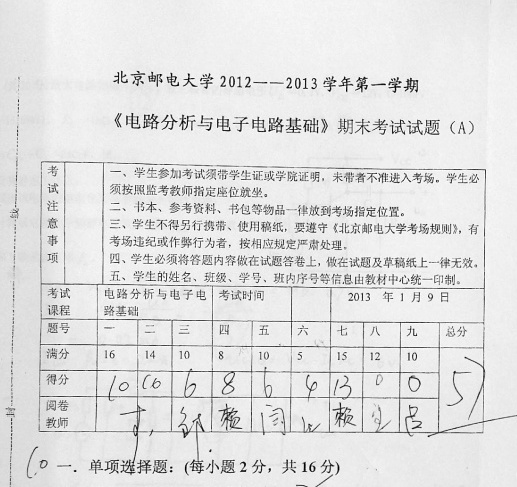 北京邮电大学2012——2013学年第一学期
《电路分析与电子电路基础》期末考试试题（A）
考试注意事项
一、学生参加考试须带学生证或学院证明，未带者不准进入考场。学生必
须按照监考教师指定座位就坐。
二、书本、参考资料、书包等物品一律放到考场指定位置。
三、学生不得另行携带、使用稿纸，要遵守《北京邮电大学考场规则》，有
考场违纪或作弊行为者，按相应规定严肃处理。
四、学生必须将答题内容做在试题答卷上，做在试题及草稿纸上一律无效。
五、学生的姓名、班级、学号、班内序号等信息由教材中心统一印制。
考试课程 电路分析与电子电路基础 考试时间 2013 年 1 月 9 日
题号 一 二 三 四 五 六 七 八 九 总分
满分 16 14 10 8 10 5 15 12 10
得分 10 10 6 8 6 4 13 0 0 57
阅卷教师 赖 闫 赖 吕
10 一．单项选择题：(每小题 2 分，共 16 分)